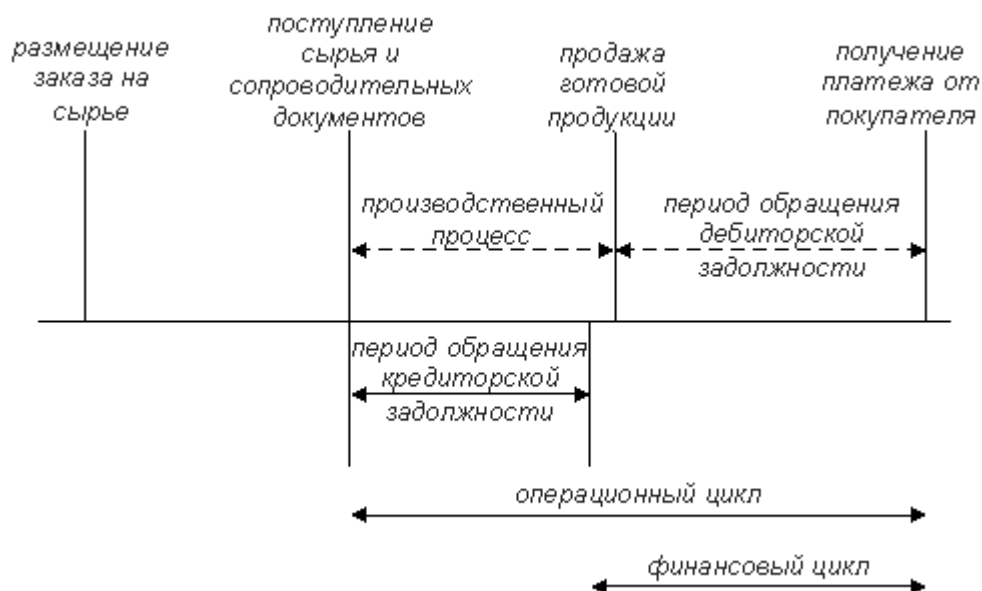 размещение
заказа на
сырье
поступление
сырья и
сопроводительных
документов
продажа
готовой
продукции
получение
платежа от
покупателя
производственный
процесс
период обращения
дебиторской
задолжности
период обращения
кредиторской
задолжности
операционный цикл
финансовый цикл